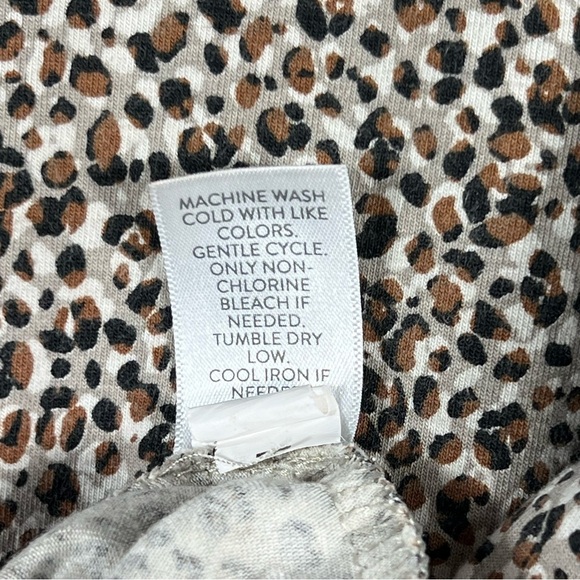 MACHINE WASH
COLD WITH LIKE
COLORS.
GENTLE CYCLE.
ONLY NON-
CHLORINE
BLEACH IF
NEEDED.
TUMBLE DRY
LOW.
COOL IRON IF